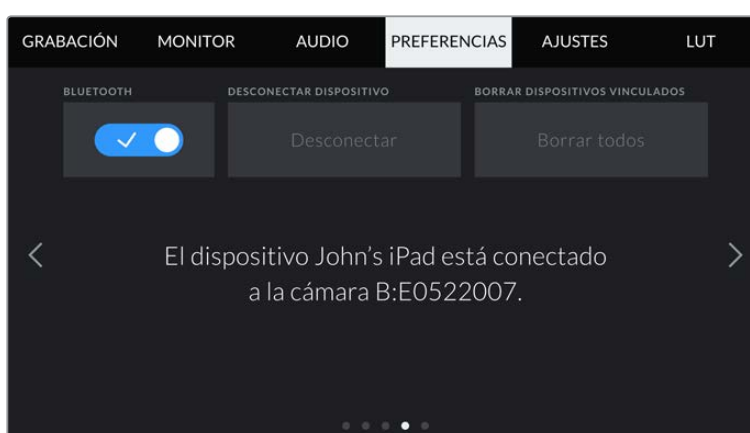 GRABACIÓN MONITOR AUDIO PREFERENCIAS AJUSTES LUT
BLUETOOTH DESCONECTAR DISPOSITIVO BORRAR DISPOSITIVOS VINCULADOS
Desconectar Borrar todos
El dispositivo John's iPad está conectado
a la cámara B:E0522007.